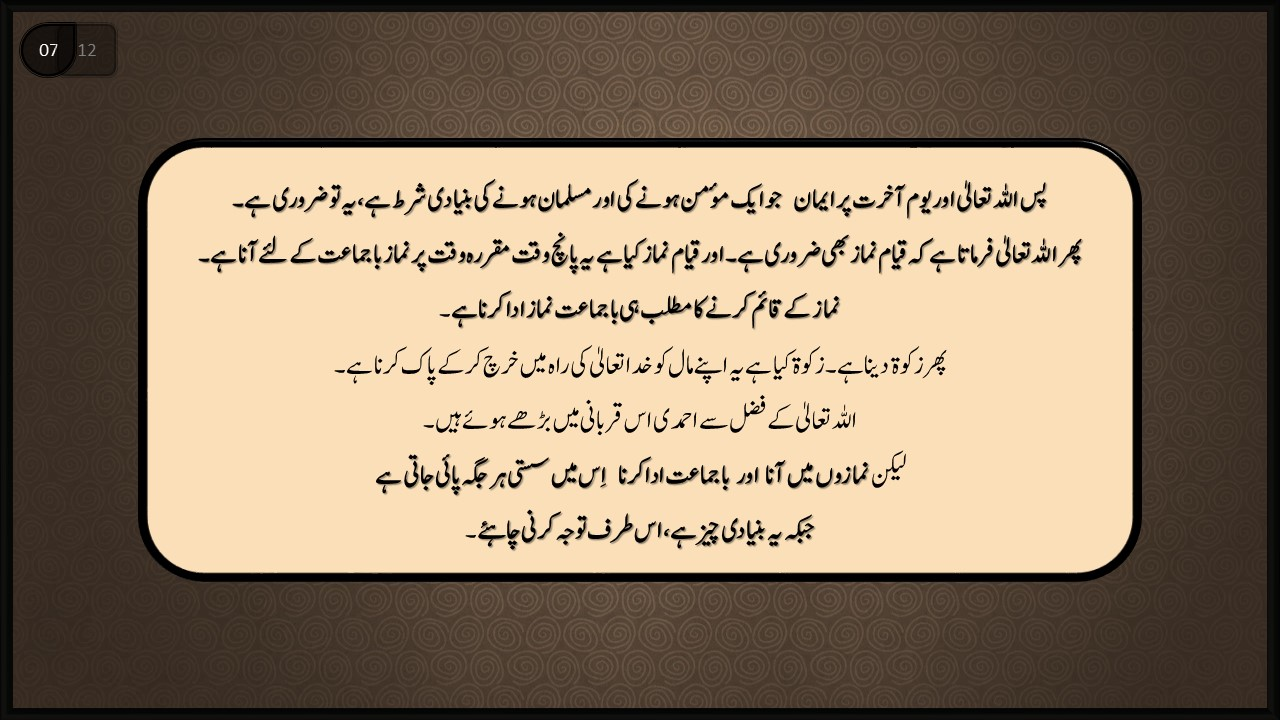 07 12
پس اللہ تعالیٰ اور یوم آخرت پر ایمان جو ایک موٴمن ہونے کی اور مسلمان ہونے کی بنیادی شرط ہے، یہ تو ضروری ہے۔
پھر اللہ تعالیٰ فرماتا ہے کہ قیام نماز بھی ضروری ہے۔ اور قیام نماز کیا ہے یہ پانچ وقت مقررہ وقت پر نماز باجماعت کے لئے آنا ہے۔
نماز کے قائم کرنے کا مطلب ہی باجماعت نماز ادا کرنا ہے۔
پھر زکوٰۃ دینا ہے۔ زکوٰۃ کیا ہے یہ اپنے مال کو خدا تعالیٰ کی راہ میں خرچ کر کے پاک کرنا ہے۔
اللہ تعالیٰ کے فضل سے احمدی اس قربانی میں بڑھے ہوئے ہیں۔
لیکن نمازوں میں آنا اور باجماعت ادا کرنا اِس میں سستی ہر جگہ پائی جاتی ہے
جبکہ یہ بنیادی چیز ہے، اس طرف توجہ کرنی چاہئے۔